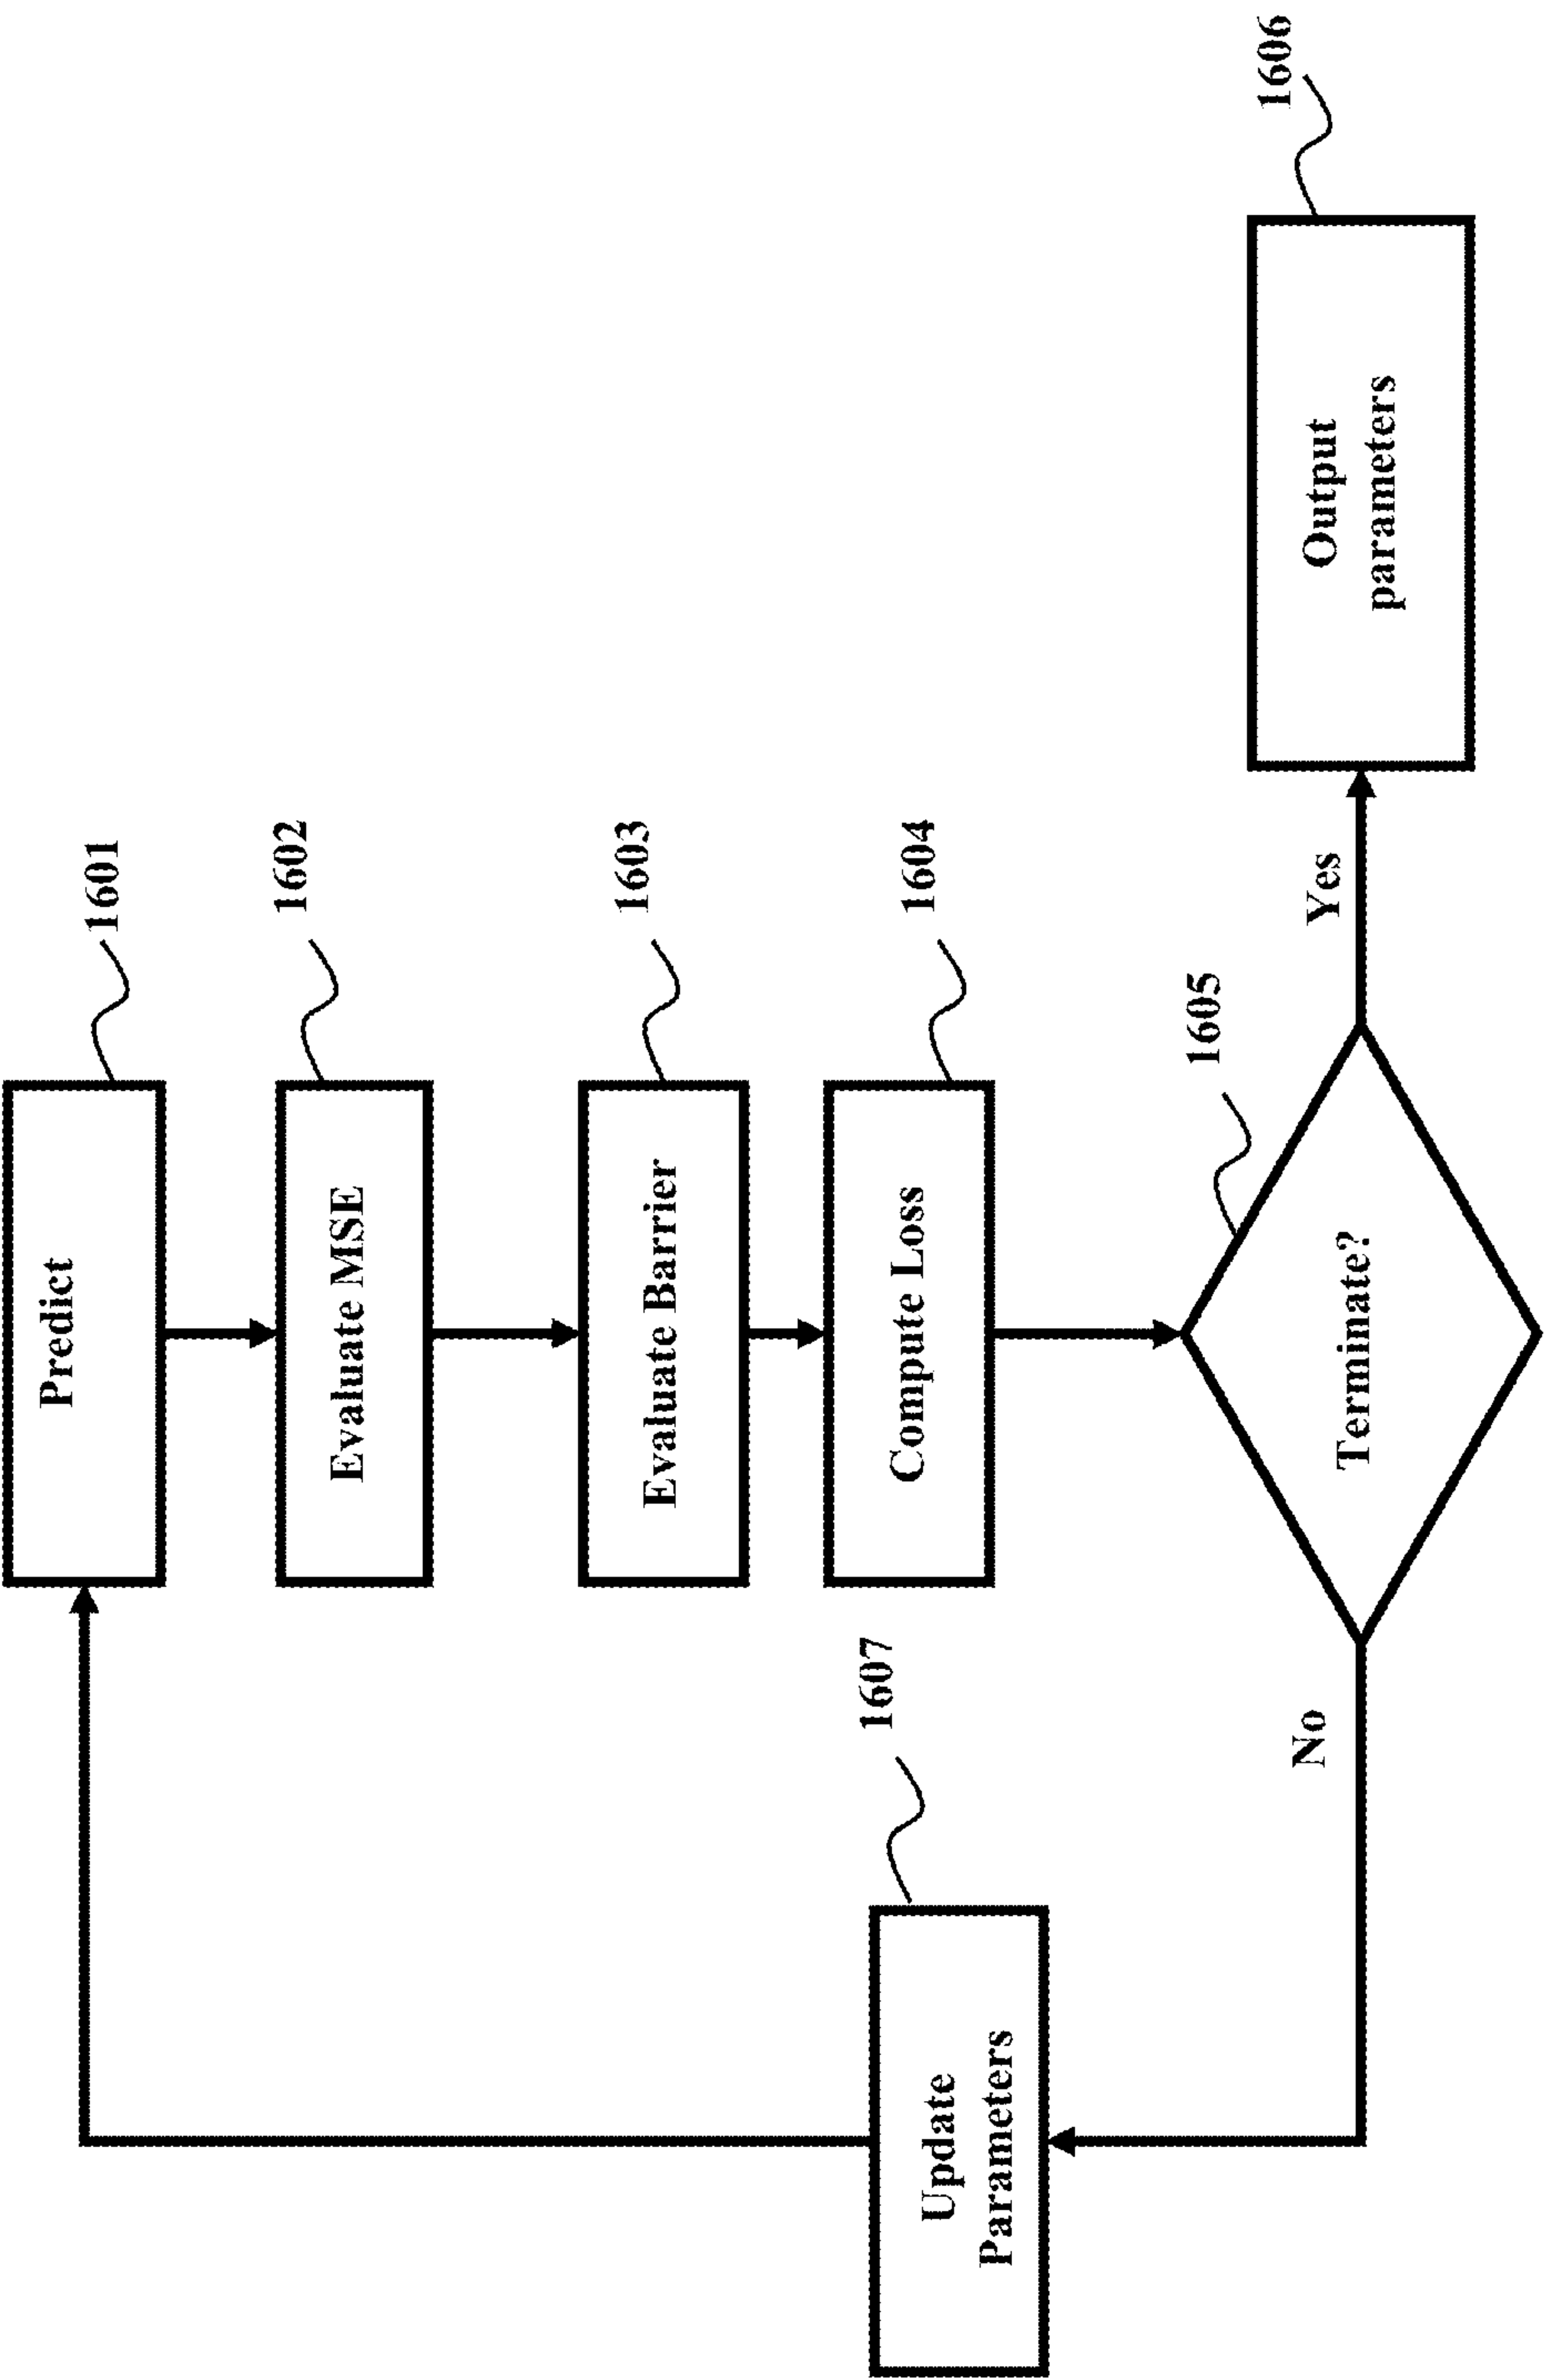 Predict
1601
Evaluate MSE
1602
Evaluate Barrier
1603
Compute Loss
1604
Terminate?
1605
Yes
Output
parameters
1606
No
Update
Parameters
1607